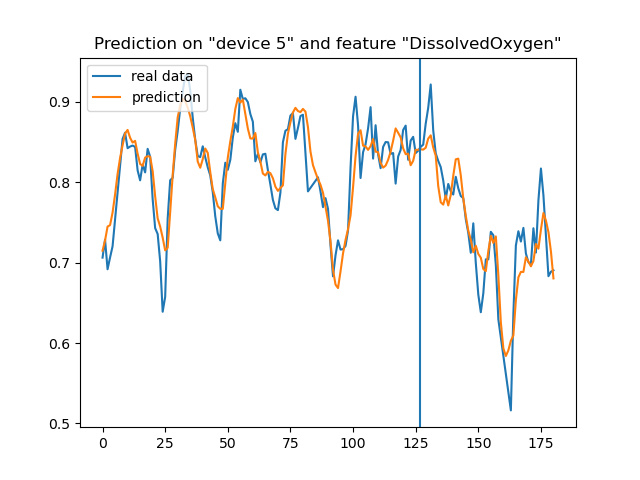 Prediction on "device 5" and feature "DissolvedOxygen"
real data
prediction
0.9
0.8
0.7
0.6
0.5
0 25 50 75 100 125 150 175